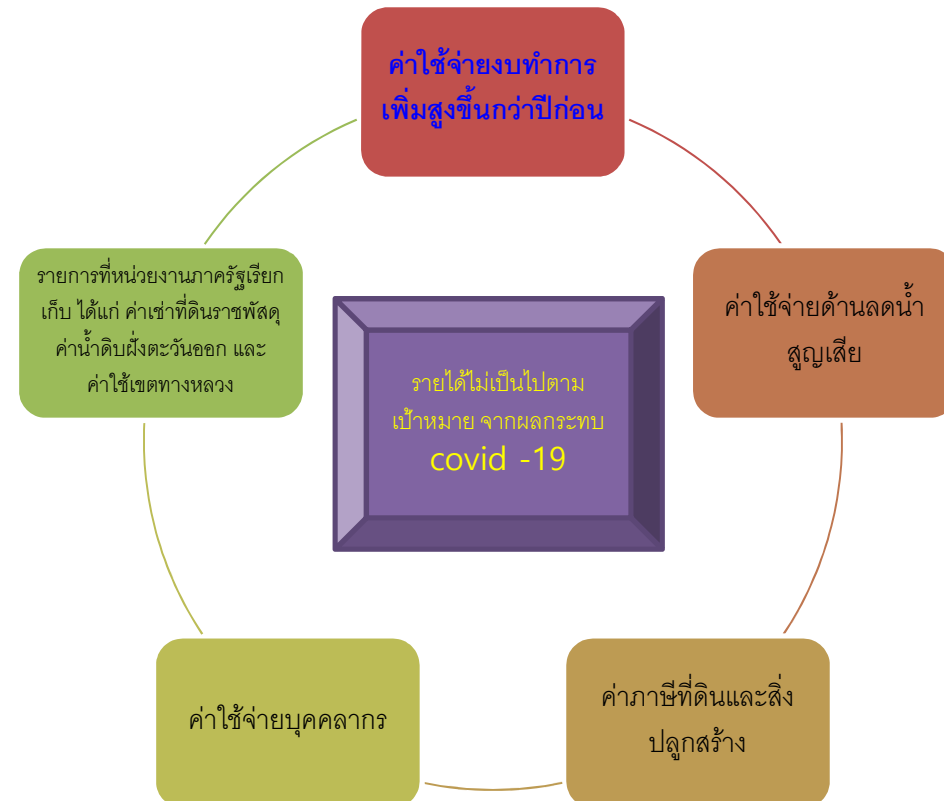 ค่าใช้จ่ายงบทำการ
เพิ่มสูงขึ้นกว่าปีก่อน
รายการที่หน่วยงานภาครัฐเรียก
เก็บ ได้แก่ ค่าเช่าที่ดินราชพัสดุ
ค่าน้ำดิบฝั่งตะวันออก และ
ค่าใช้เขตทางหลวง
ค่าใช้จ่ายด้านลดน้ำ
สูญเสีย
รายได้ไม่เป็นไปตาม
เป้าหมาย จากผลกระทบ
covid -19
ค่าใช้จ่ายบุคคลากร
ค่าภาษีที่ดินและสิ่ง
ปลูกสร้าง